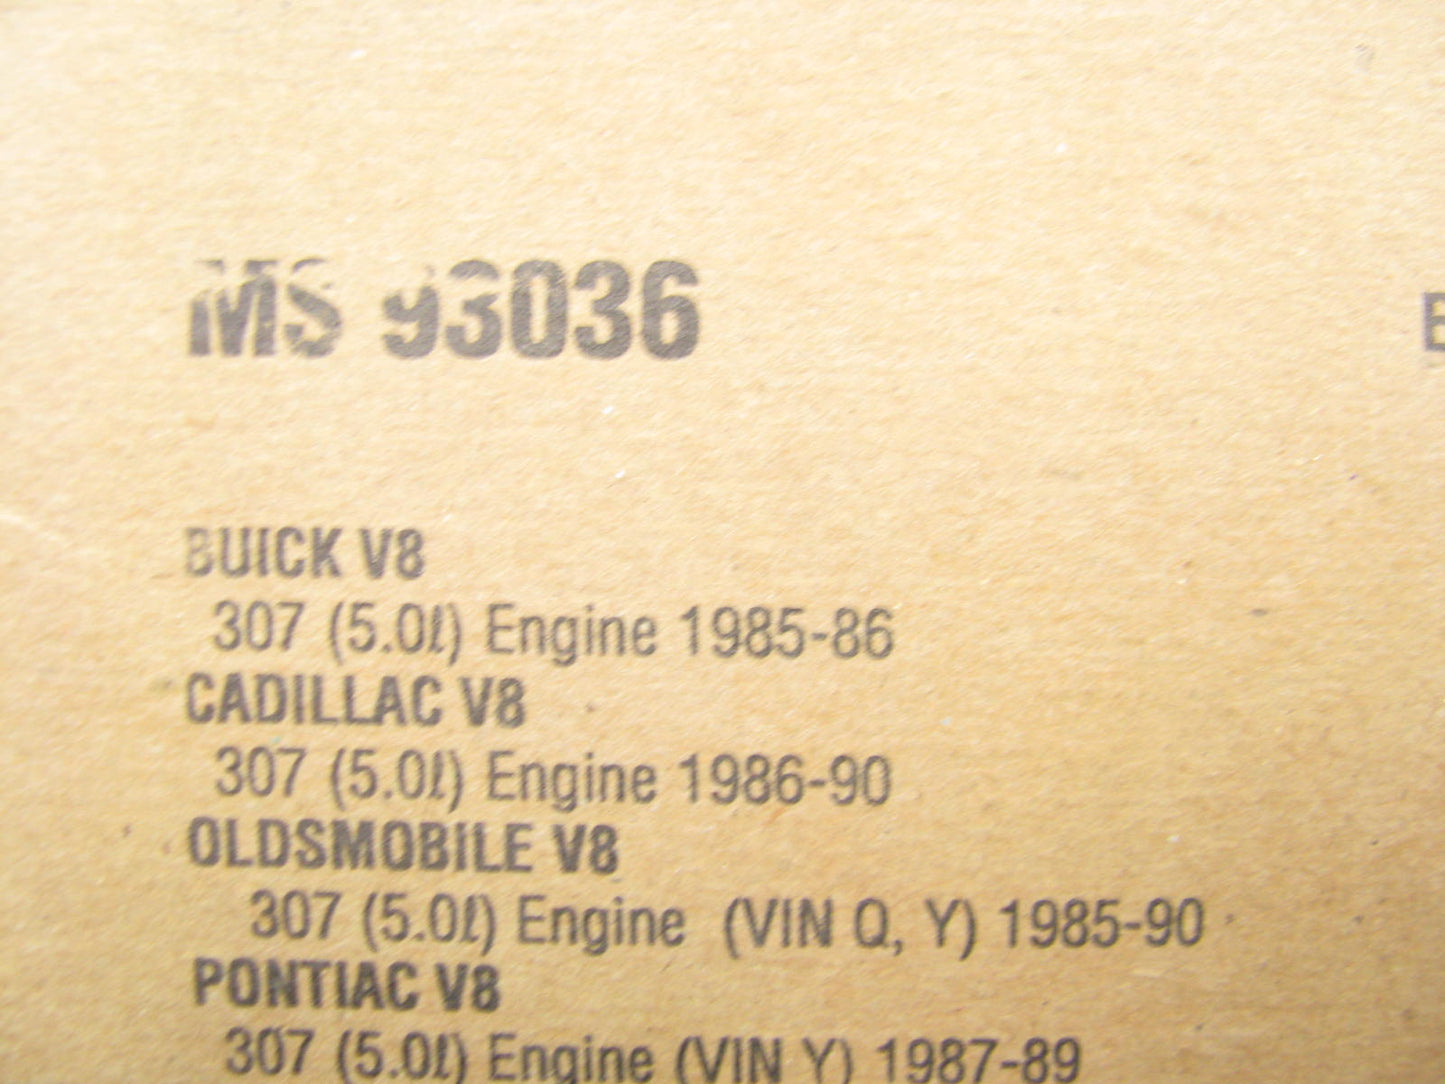 MS 93036
BUICK V8
307 (5.0ℓ) Engine 1985-86
CADILLAC V8
307 (5.0ℓ) Engine 1986-90
OLDSMOBILE V8
307 (5.0ℓ) Engine (VIN Q, Y) 1985-90
PONTIAC V8
307 (5.0ℓ) Engine (VIN Y) 1987-89